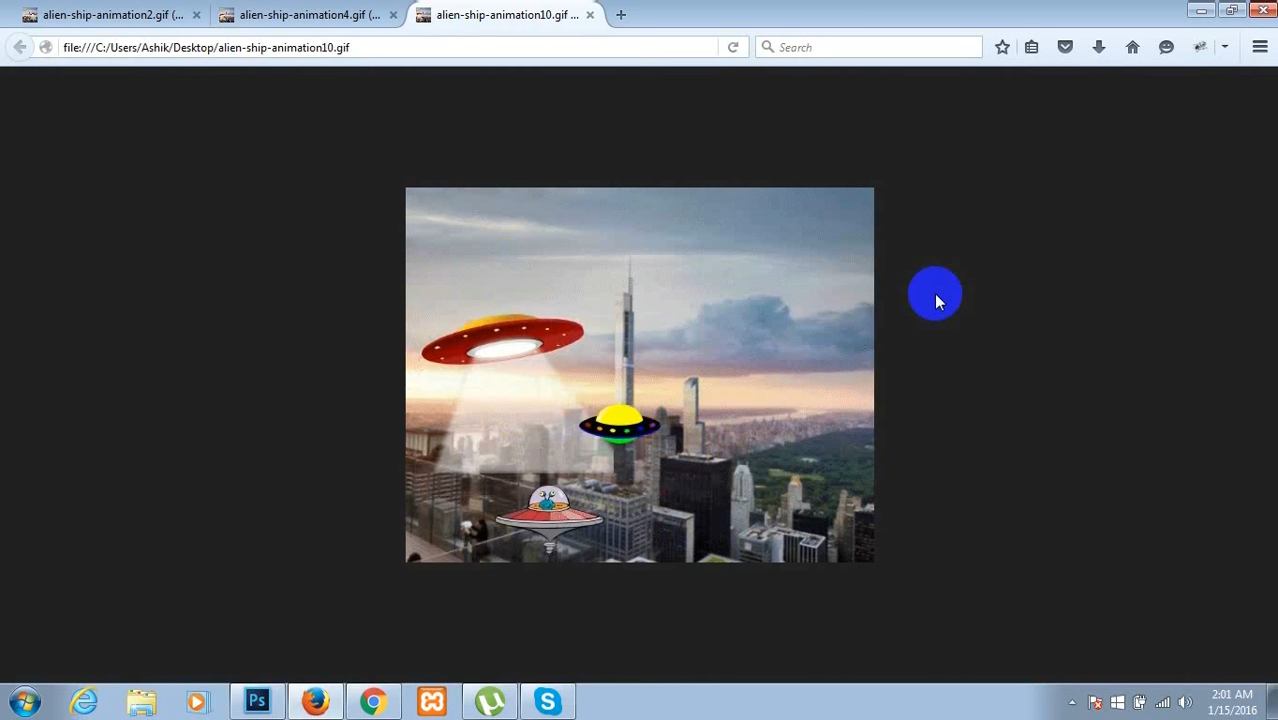 alien-ship-animation2.gif (...
alien-ship-animation4.gif (...
alien-ship-animation10.gif ...
file:///C:/Users/Ashik/Desktop/alien-ship-animation10.gif
Search
Ps
S
2:01 AM
1/15/2016